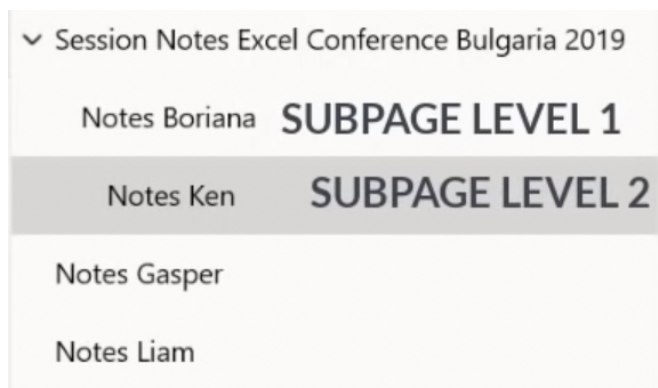 Session Notes Excel Conference Bulgaria 2019
Notes Boriana SUBPAGE LEVEL 1
Notes Ken SUBPAGE LEVEL 2
Notes Gasper
Notes Liam